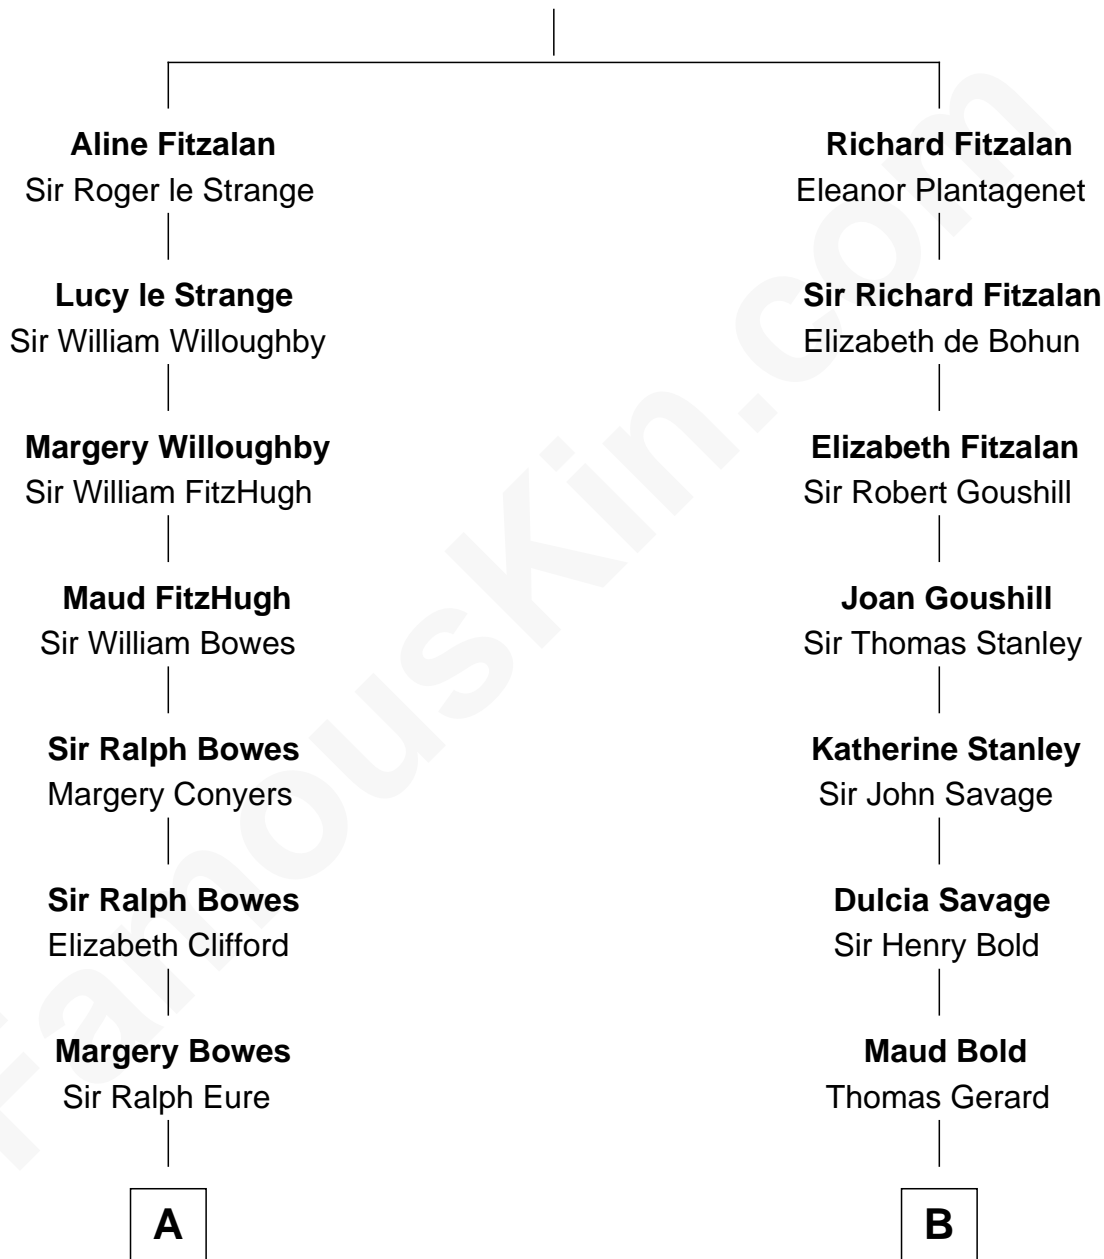 Aline Fitzalan
Sir Roger le Strange
Lucy le Strange
Sir William Willoughby
Margery Willoughby
Sir William FitzHugh
Maud FitzHugh
Sir William Bowes
Sir Ralph Bowes
Margery Conyers
Sir Ralph Bowes
Elizabeth Clifford
Margery Bowes
Sir Ralph Eure
A
Richard Fitzalan
Eleanor Plantagenet
Sir Richard Fitzalan
Elizabeth de Bohun
Elizabeth Fitzalan
Sir Robert Goushill
Joan Goushill
Sir Thomas Stanley
Katherine Stanley
Sir John Savage
Dulcia Savage
Sir Henry Bold
Maud Bold
Thomas Gerard
B
FamousKin.com